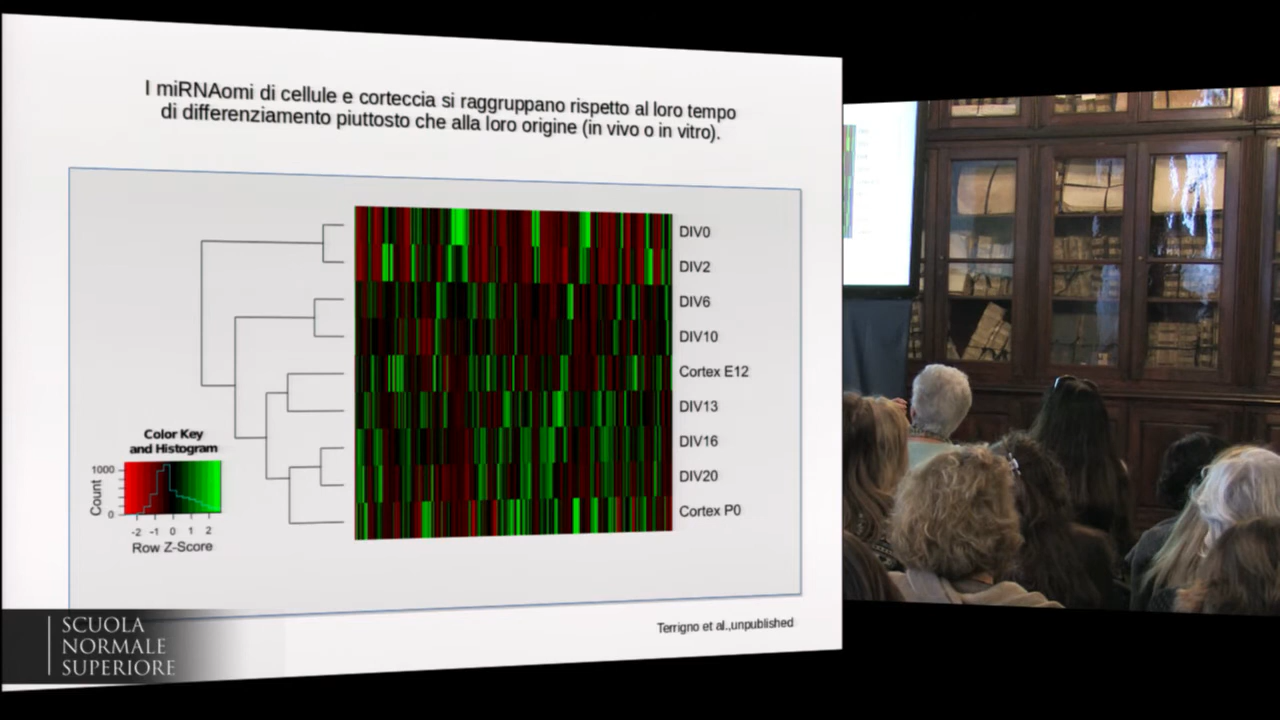 I miRNAomi di cellule e corteccia si raggruppano rispetto al loro tempo
di differenziamento piuttosto che alla loro origine (in vivo o in vitro).
DIV0
DIV2
DIV6
DIV10
Cortex E12
DIV13
DIV16
DIV20
Cortex P0
Color Key
and Histogram
Count
1000
0
-2 -1 0 1 2
Row Z-Score
Terrigno et al.,unpublished
SCUOLA
NORMALE
SUPERIORE